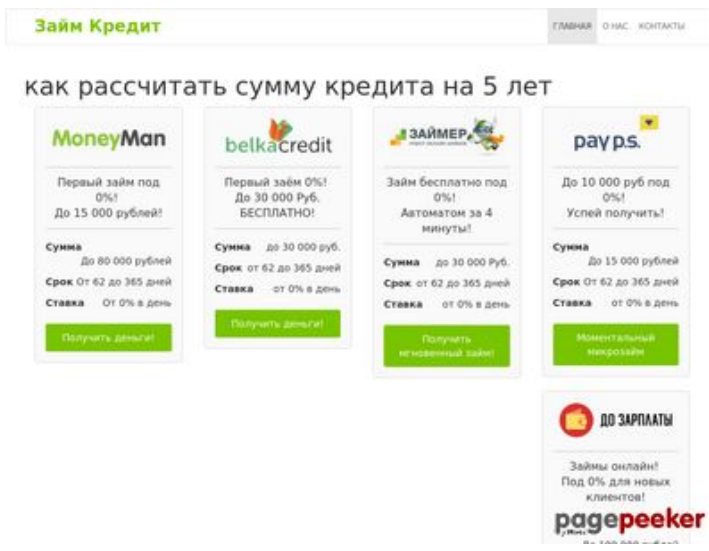 Займ Кредит
ГЛАВНАЯ О НАС КОНТАКТЫ
как рассчитать сумму кредита на 5 лет
MoneyMan
Первый займ под
0%!
До 15 000 рублей!
Сумма
До 80 000 рублей
Срок От 62 до 365 дней
Ставка От 0% в день
Получить деньги!
belkacredit
Первый заём 0%!
До 30 000 Руб.
БЕСПЛАТНО!
Сумма до 30 000 руб.
Срок от 62 до 365 дней
Ставка от 0% в день
Получить деньги!
ЗАЙМЕР
Займ бесплатно под
0%!
Автоматом за 4
минуты!
Сумма до 30 000 Руб.
Срок от 62 до 365 дней
Ставка от 0% в день
Получить
мгновенный займ!
pay p.s.
До 10 000 руб под
0%!
Успей получить!
Сумма
До 15 000 рублей
Срок От 62 до 365 дней
Ставка от 0% в день
Моментальный
микрозайм
ДО ЗАРПЛАТЫ
Займы онлайн!
Под 0% для новых
клиентов!
pagepeeker
До 100 000 рублей